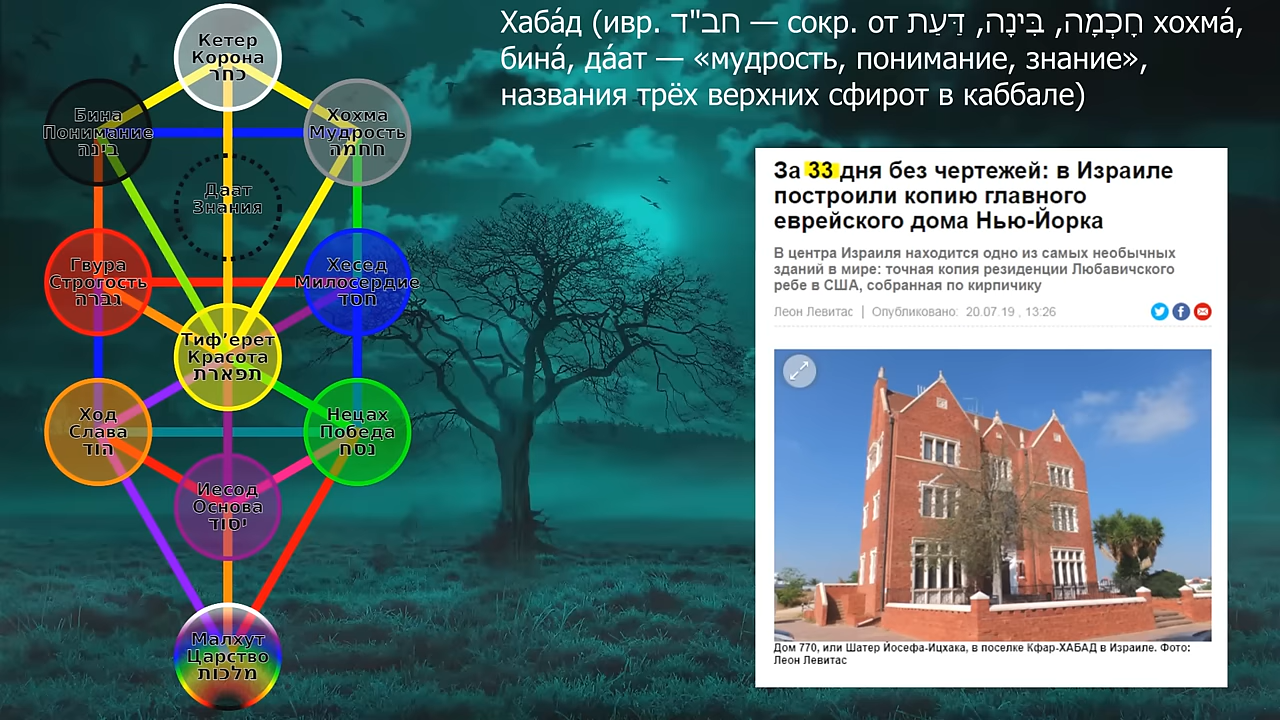 Хаба́д (ивр. חב"ד — сокр. от חָכְמָה, בִּינָה, דַּעַת хохма́,
бина́, да́ат — «мудрость, понимание, знание»,
названия трёх верхних сфирот в каббале)
Кетер
Корона
כתר
Бина
Понимание
בינה
Хохма
Мудрость
חחמה
Даат
Знания
Гвура
Строгость
גברה
Хесед
Милосердие
חסד
Тиф’ерет
Красота
תפארת
Ход
Слава
הוד
Нецах
Победа
נסח
Иесод
Основа
יסוד
Малхут
Царство
מלכות
За 33 дня без чертежей: в Израиле
построили копию главного
еврейского дома Нью-Йорка
В центра Израиля находится одно из самых необычных
зданий в мире: точная копия резиденции Любавичского
ребе в США, собранная по кирпичику
Леон Левитас | Опубликовано: 20.07.19 , 13:26
Дом 770, или Шатер Йосефа-Ицхака, в поселке Кфар-ХАБАД в Израиле. Фото:
Леон Левитас